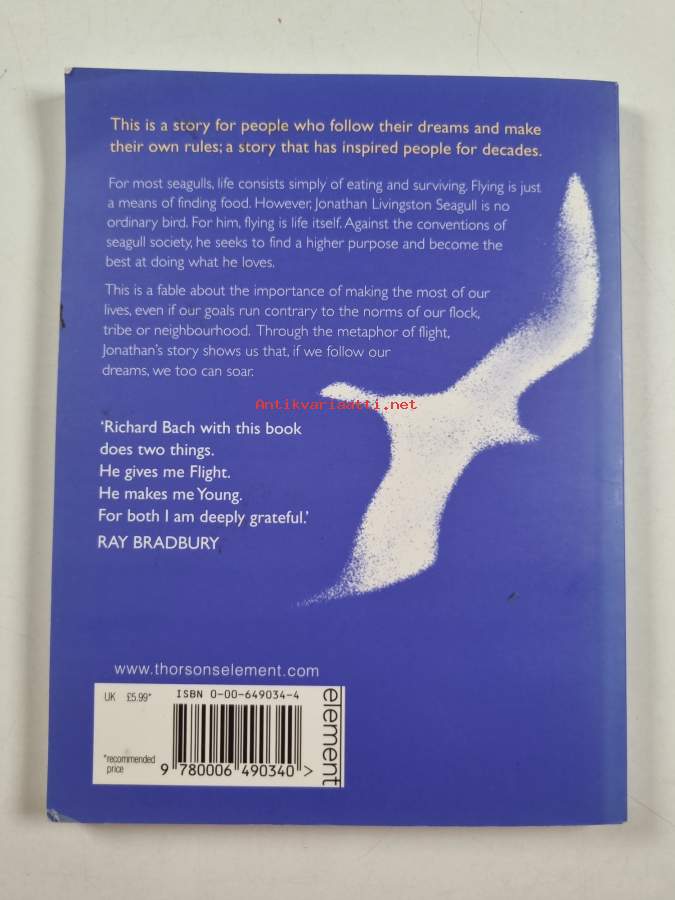 This is a story for people who follow their dreams and make
their own rules; a story that has inspired people for decades.
For most seagulls, life consists simply of eating and surviving. Flying is just
a means of finding food. However, Jonathan Livingston Seagull is no
ordinary bird. For him, flying is life itself. Against the conventions of
seagull society, he seeks to find a higher purpose and become the
best at doing what he loves.
This is a fable about the importance of making the most of our
lives, even if our goals run contrary to the norms of our flock,
tribe or neighbourhood. Through the metaphor of flight,
Jonathan's story shows us that, if we follow our
dreams, we too can soar.
Antikvariaatti.net
‘Richard Bach with this book
does two things.
He gives me Flight.
He makes me Young.
For both I am deeply grateful.’
RAY BRADBURY
www.thorsonselement.com
UK £5.99*
ISBN 0-00-649034-4
*recommended
price
9 780006 490340 >
element